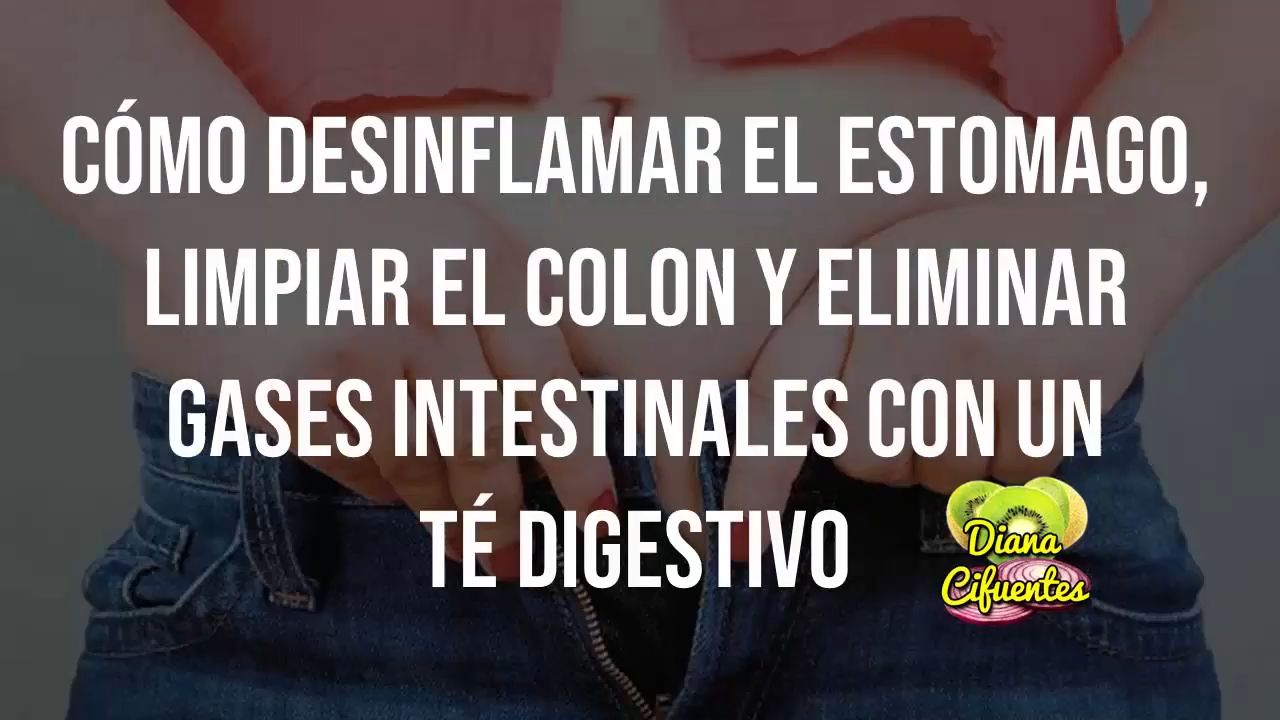 CÓMO DESINFLAMAR EL ESTOMAGO,
LIMPIAR EL COLON Y ELIMINAR
GASES INTESTINALES CON UN
TÉ DIGESTIVO
Diana
Cifuentes